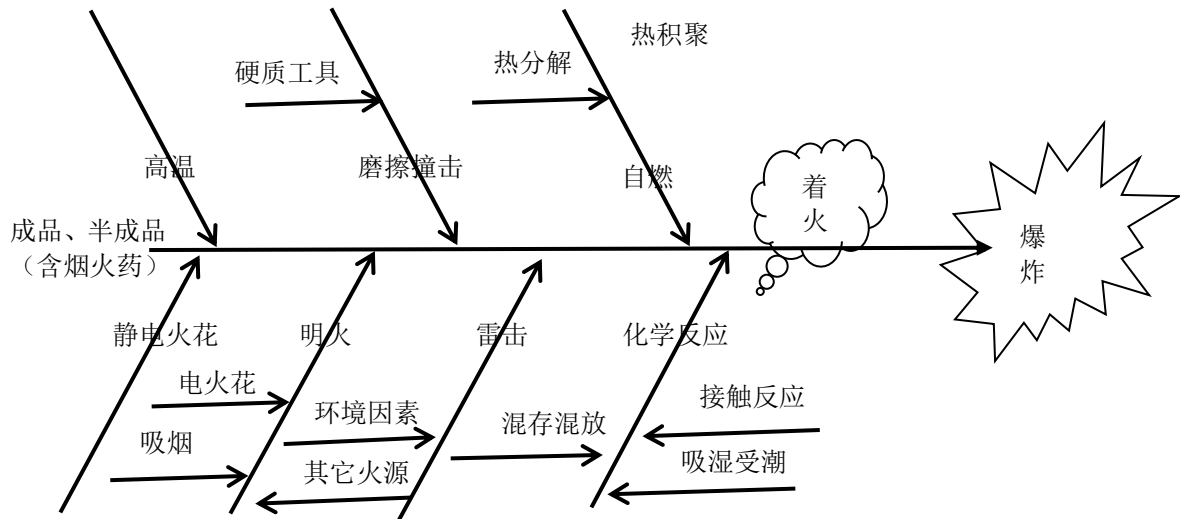 热积聚
热分解
硬质工具
高温
磨擦撞击
自燃
着
火
成品、半成品
（含烟火药）
爆
炸
静电火花
明火
雷击
化学反应
电火花
接触反应
环境因素
混存混放
吸烟
吸湿受潮
其它火源